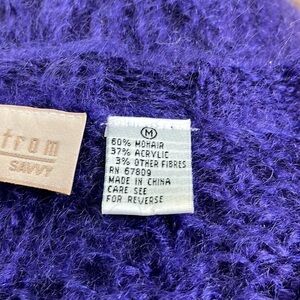 trom
SAVVY
M
60% MOHAIR
37% ACRYLIC
3% OTHER FIBRES
RN 67809
MADE IN CHINA
CARE SEE
FOR REVERSE